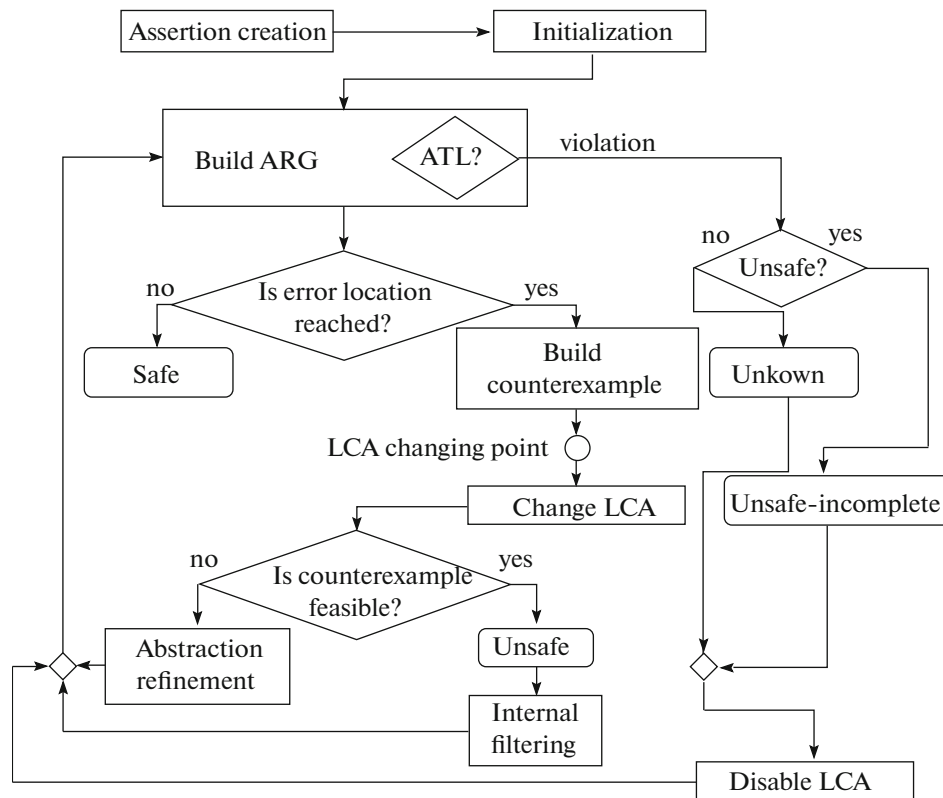 Assertion creation
Initialization
Build ARG
ATL?
violation
no
yes
Unsafe?
no
Is error location
reached?
yes
Safe
Build
counterexample
Unkown
LCA changing point
Change LCA
Unsafe-incomplete
no
Is counterexample
feasible?
yes
Abstraction
refinement
Unsafe
Internal
filtering
Disable LCA